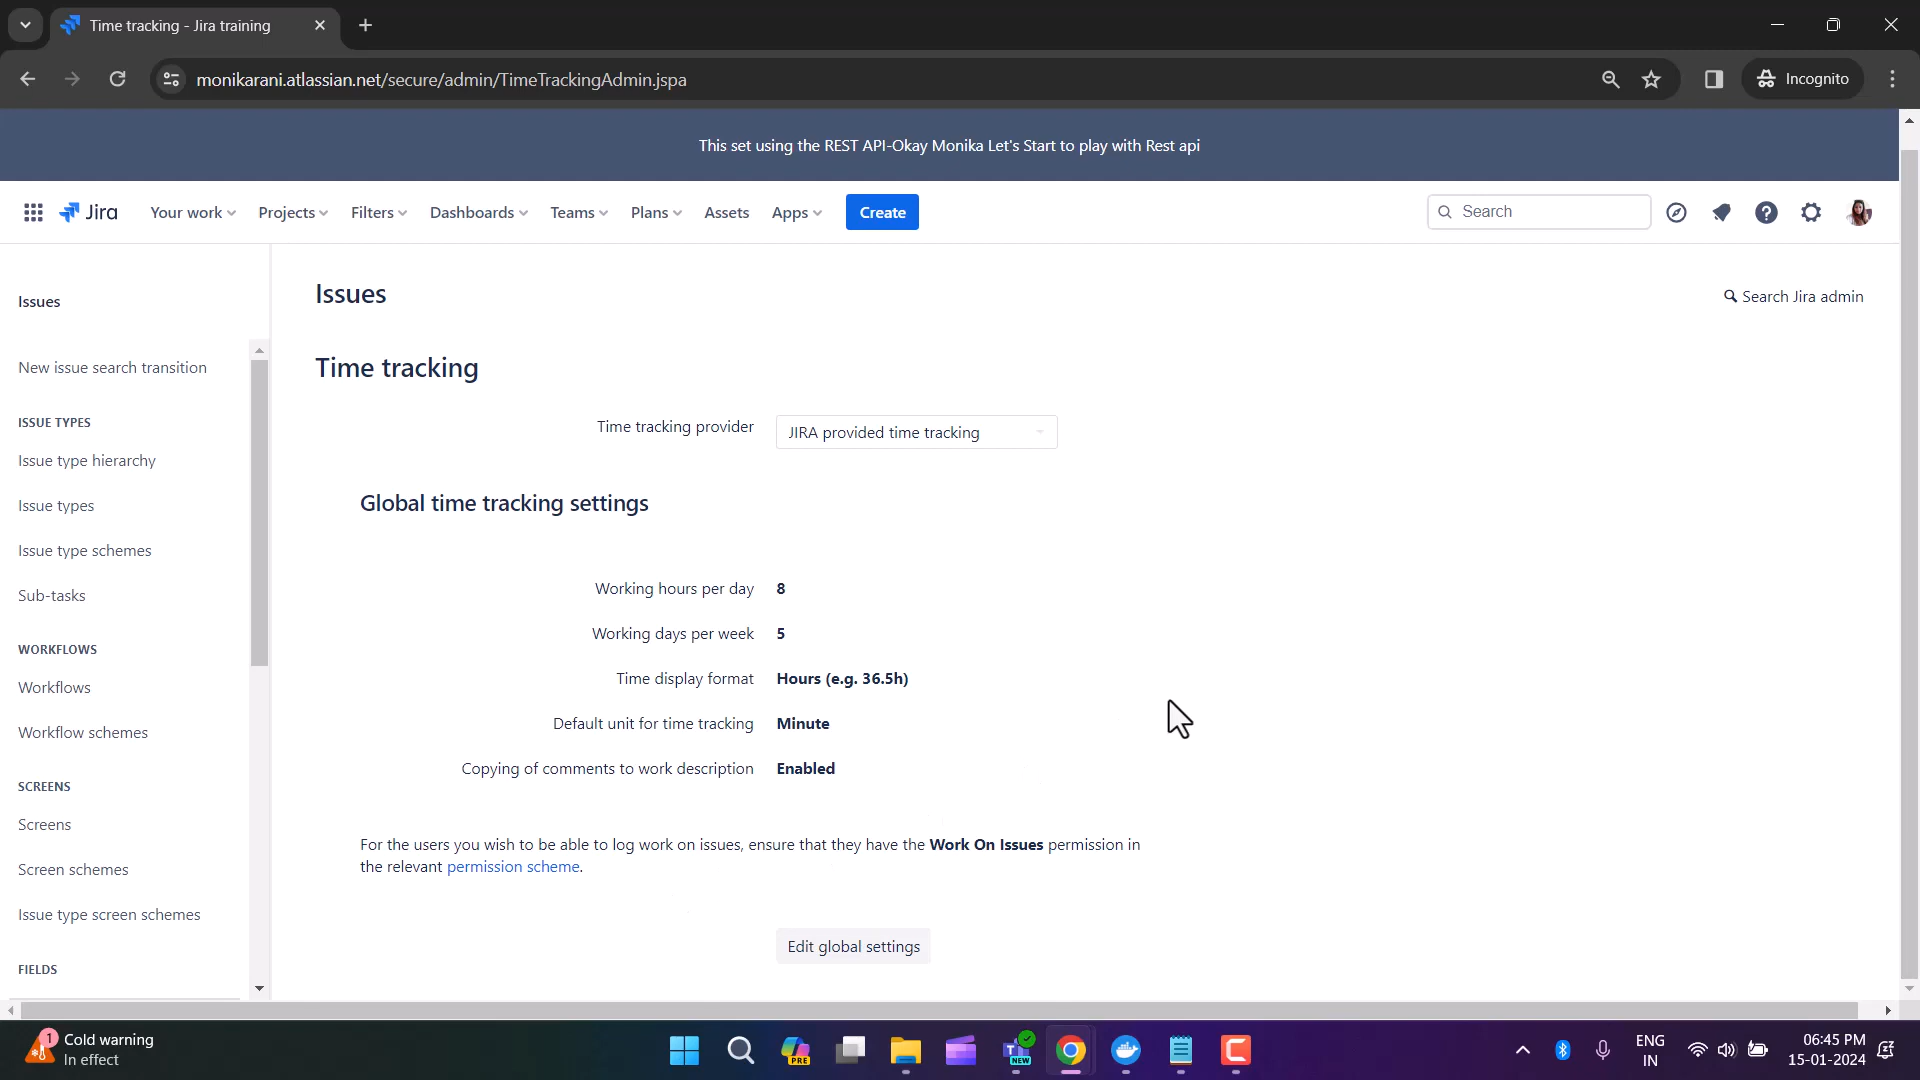 Time tracking - Jira training
monikarani.atlassian.net/secure/admin/TimeTrackingAdmin.jspa
Incognito
This set using the REST API-Okay Monika Let's Start to play with Rest api
Jira
Your work
Projects
Filters
Dashboards
Teams
Plans
Assets
Apps
Create
Search
Issues
New issue search transition
ISSUE TYPES
Issue type hierarchy
Issue types
Issue type schemes
Sub-tasks
WORKFLOWS
Workflows
Workflow schemes
SCREENS
Screens
Screen schemes
Issue type screen schemes
FIELDS
Issues
Search Jira admin
Time tracking
Time tracking provider JIRA provided time tracking
Global time tracking settings
Working hours per day 8
Working days per week 5
Time display format Hours (e.g. 36.5h)
Default unit for time tracking Minute
Copying of comments to work description Enabled
For the users you wish to be able to log work on issues, ensure that they have the Work On Issues permission in
the relevant permission scheme.
Edit global settings
1
Cold warning
In effect
PRE
NEW
ENG
IN
06:45 PM
15-01-2024